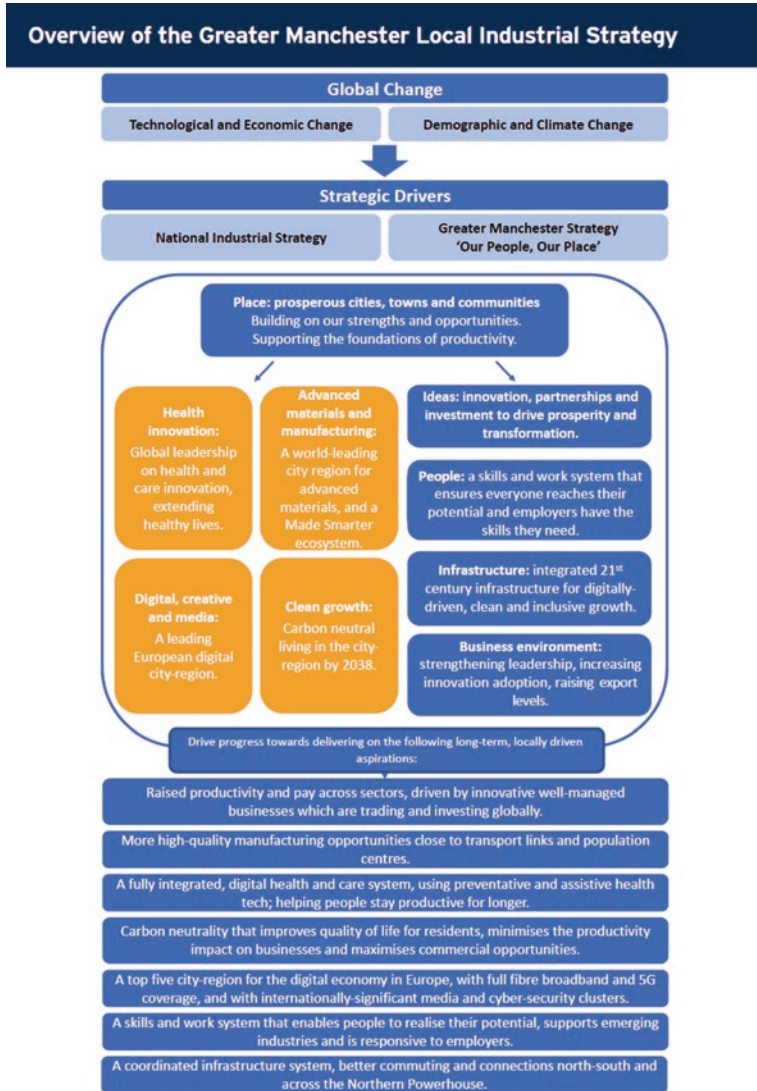 Overview of the Greater Manchester Local Industrial Strategy
Global Change
Technological and Economic Change
Demographic and Climate Change
Strategic Drivers
National Industrial Strategy
Greater Manchester Strategy
‘Our People, Our Place’
Place: prosperous cities, towns and communities
Building on our strengths and opportunities.
Supporting the foundations of productivity.
Health
innovation:
Global leadership
on health and
care innovation,
extending
healthy lives.
Advanced
materials and
manufacturing:
A world-leading
city region for
advanced
materials, and a
Made Smarter
ecosystem.
Digital, creative
and media:
A leading
European digital
city-region.
Clean growth:
Carbon neutral
living in the city-
region by 2038.
Ideas: innovation, partnerships and
investment to drive prosperity and
transformation.
People: a skills and work system that
ensures everyone reaches their
potential and employers have the
skills they need.
Infrastructure: integrated 21st
century infrastructure for digitally-
driven, clean and inclusive growth.
Business environment:
strengthening leadership, increasing
innovation adoption, raising export
levels.
Drive progress towards delivering on the following long-term, locally driven
aspirations:
Raised productivity and pay across sectors, driven by innovative well-managed
businesses which are trading and investing globally.
More high-quality manufacturing opportunities close to transport links and population
centres.
A fully integrated, digital health and care system, using preventative and assistive health
tech; helping people stay productive for longer.
Carbon neutrality that improves quality of life for residents, minimises the productivity
impact on businesses and maximises commercial opportunities.
A top five city-region for the digital economy in Europe, with full fibre broadband and 5G
coverage, and with internationally-significant media and cyber-security clusters.
A skills and work system that enables people to realise their potential, supports emerging
industries and is responsive to employers.
A coordinated infrastructure system, better commuting and connections north-south and
across the Northern Powerhouse.